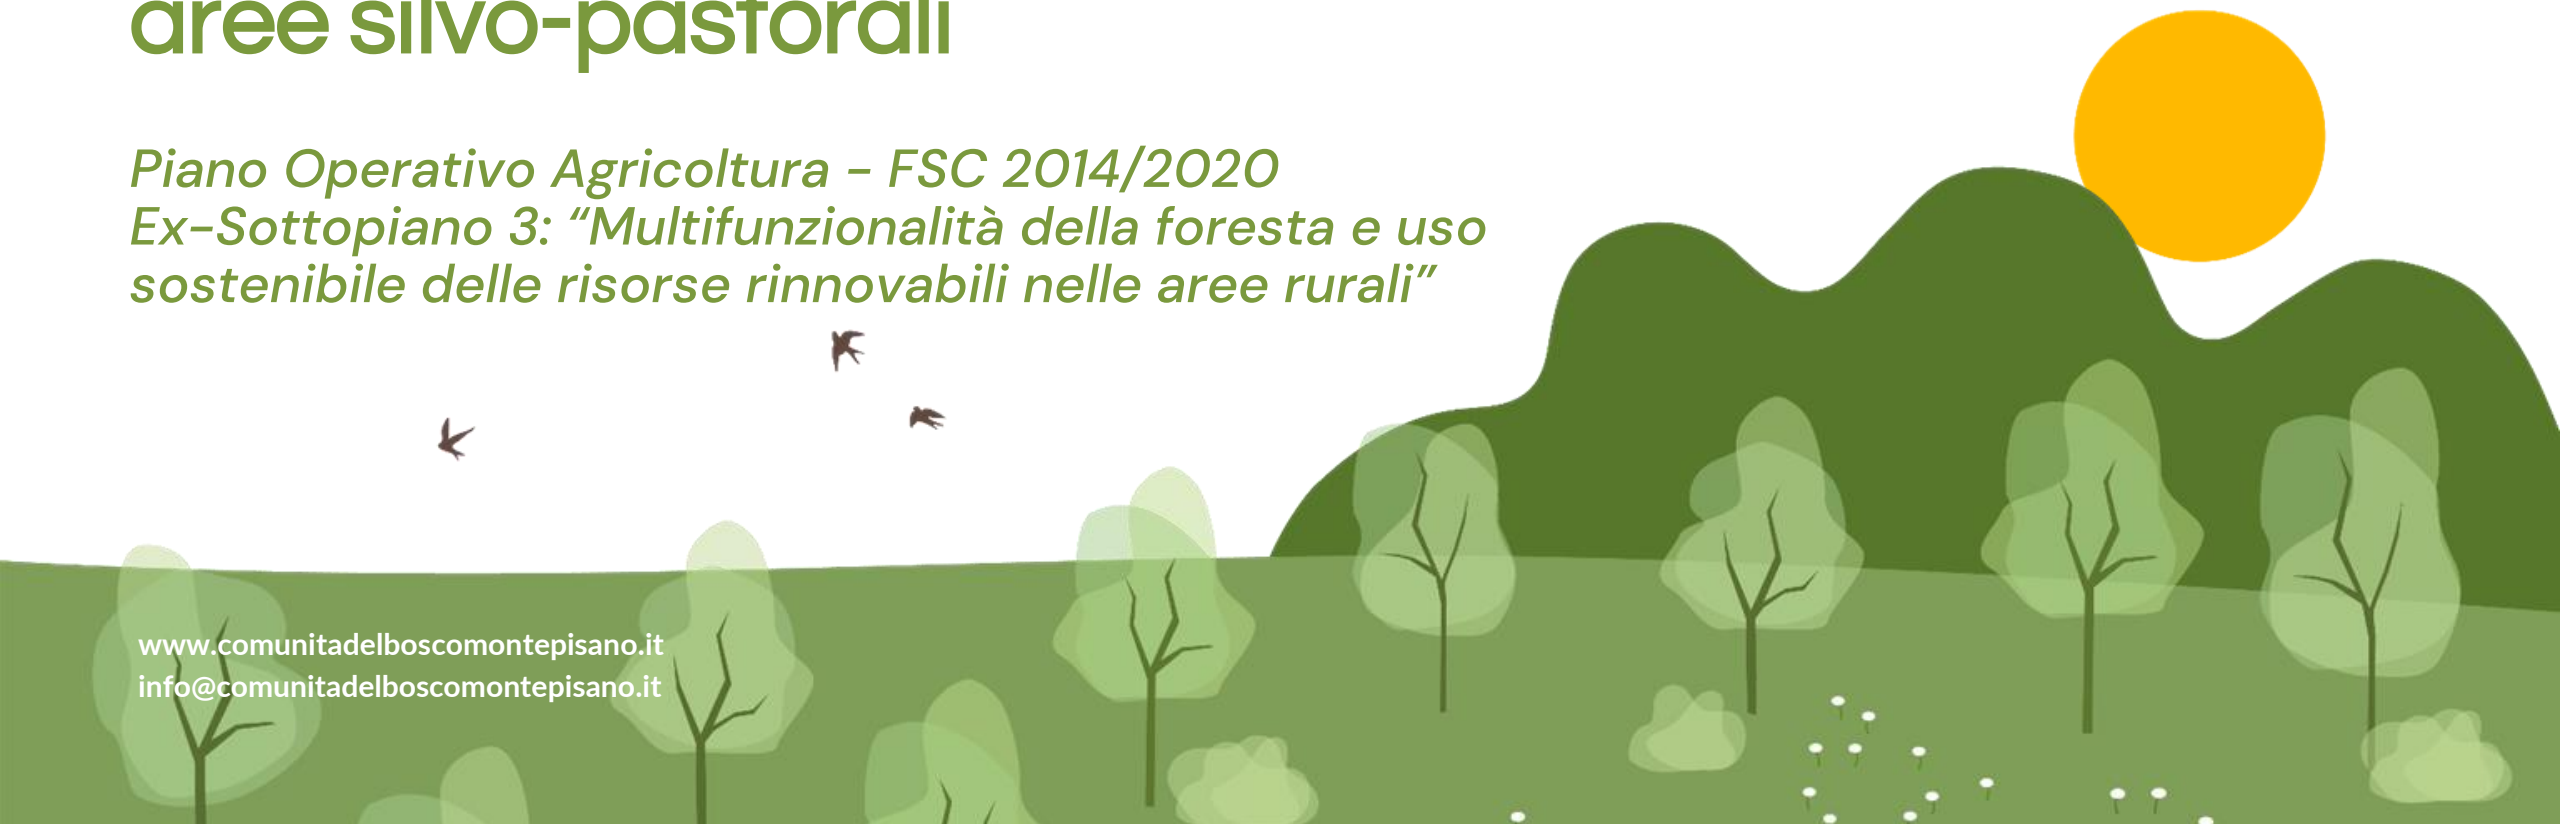 aree silvo-pastorali
Piano Operativo Agricoltura - FSC 2014/2020
Ex-Sottopiano 3: “Multifunzionalità della foresta e uso
sostenibile delle risorse rinnovabili nelle aree rurali”
www.comunitadelboscomontepisano.it
info@comunitadelboscomontepisano.it